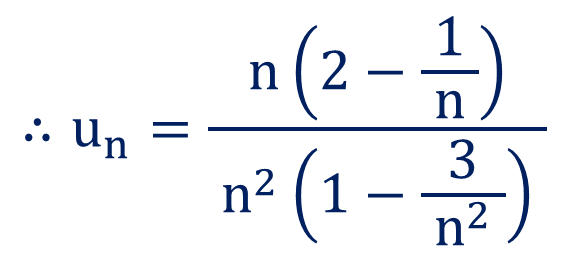 ∴ uₙ = n(2 − 1/n) / n²(1 − 3/n²)